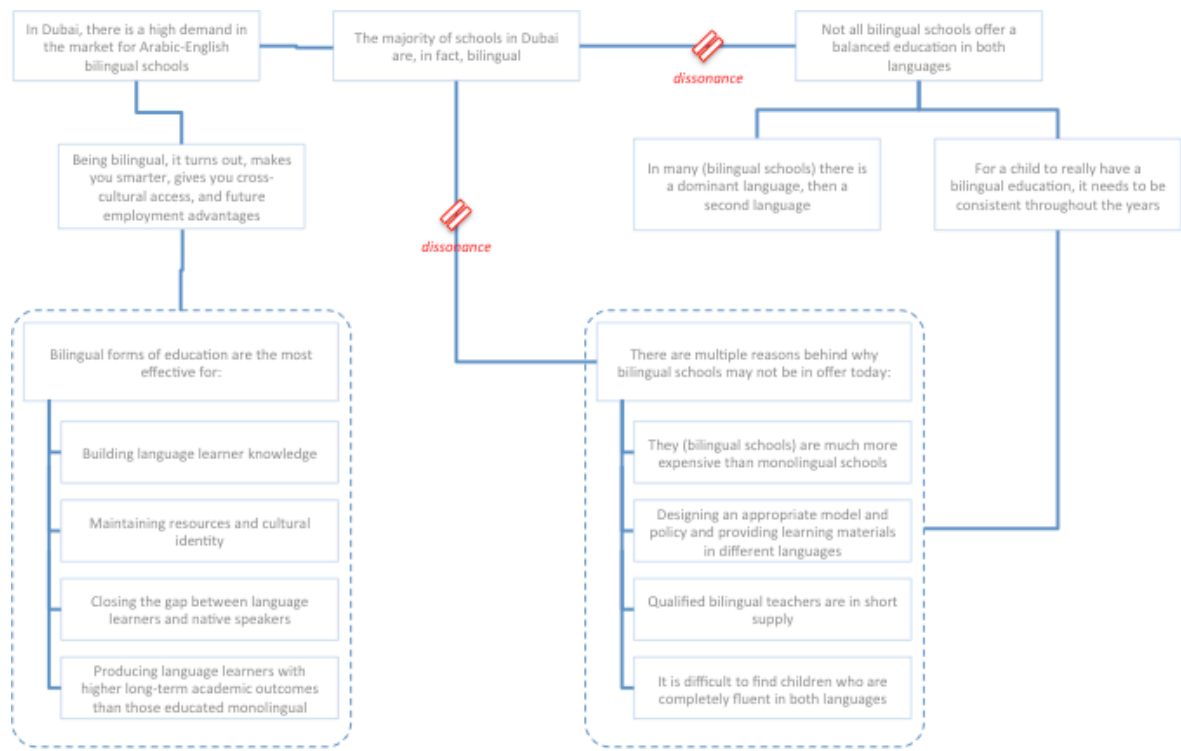 In Dubai, there is a high demand in
the market for Arabic-English
bilingual schools
The majority of schools in Dubai
are, in fact, bilingual
dissonance
Not all bilingual schools offer a
balanced education in both
languages
Being bilingual, it turns out, makes
you smarter, gives you cross-
cultural access, and future
employment advantages
In many (bilingual schools) there is
a dominant language, then a
second language
For a child to really have a
bilingual education, it needs to be
consistent throughout the years
dissonance
Bilingual forms of education are the most
effective for:
Building language learner knowledge
Maintaining resources and cultural
identity
Closing the gap between language
learners and native speakers
Producing language learners with
higher long-term academic outcomes
than those educated monolingual
There are multiple reasons behind why
bilingual schools may not be in offer today:
They (bilingual schools) are much more
expensive than monolingual schools
Designing an appropriate model and
policy and providing learning materials
in different languages
Qualified bilingual teachers are in short
supply
It is difficult to find children who are
completely fluent in both languages